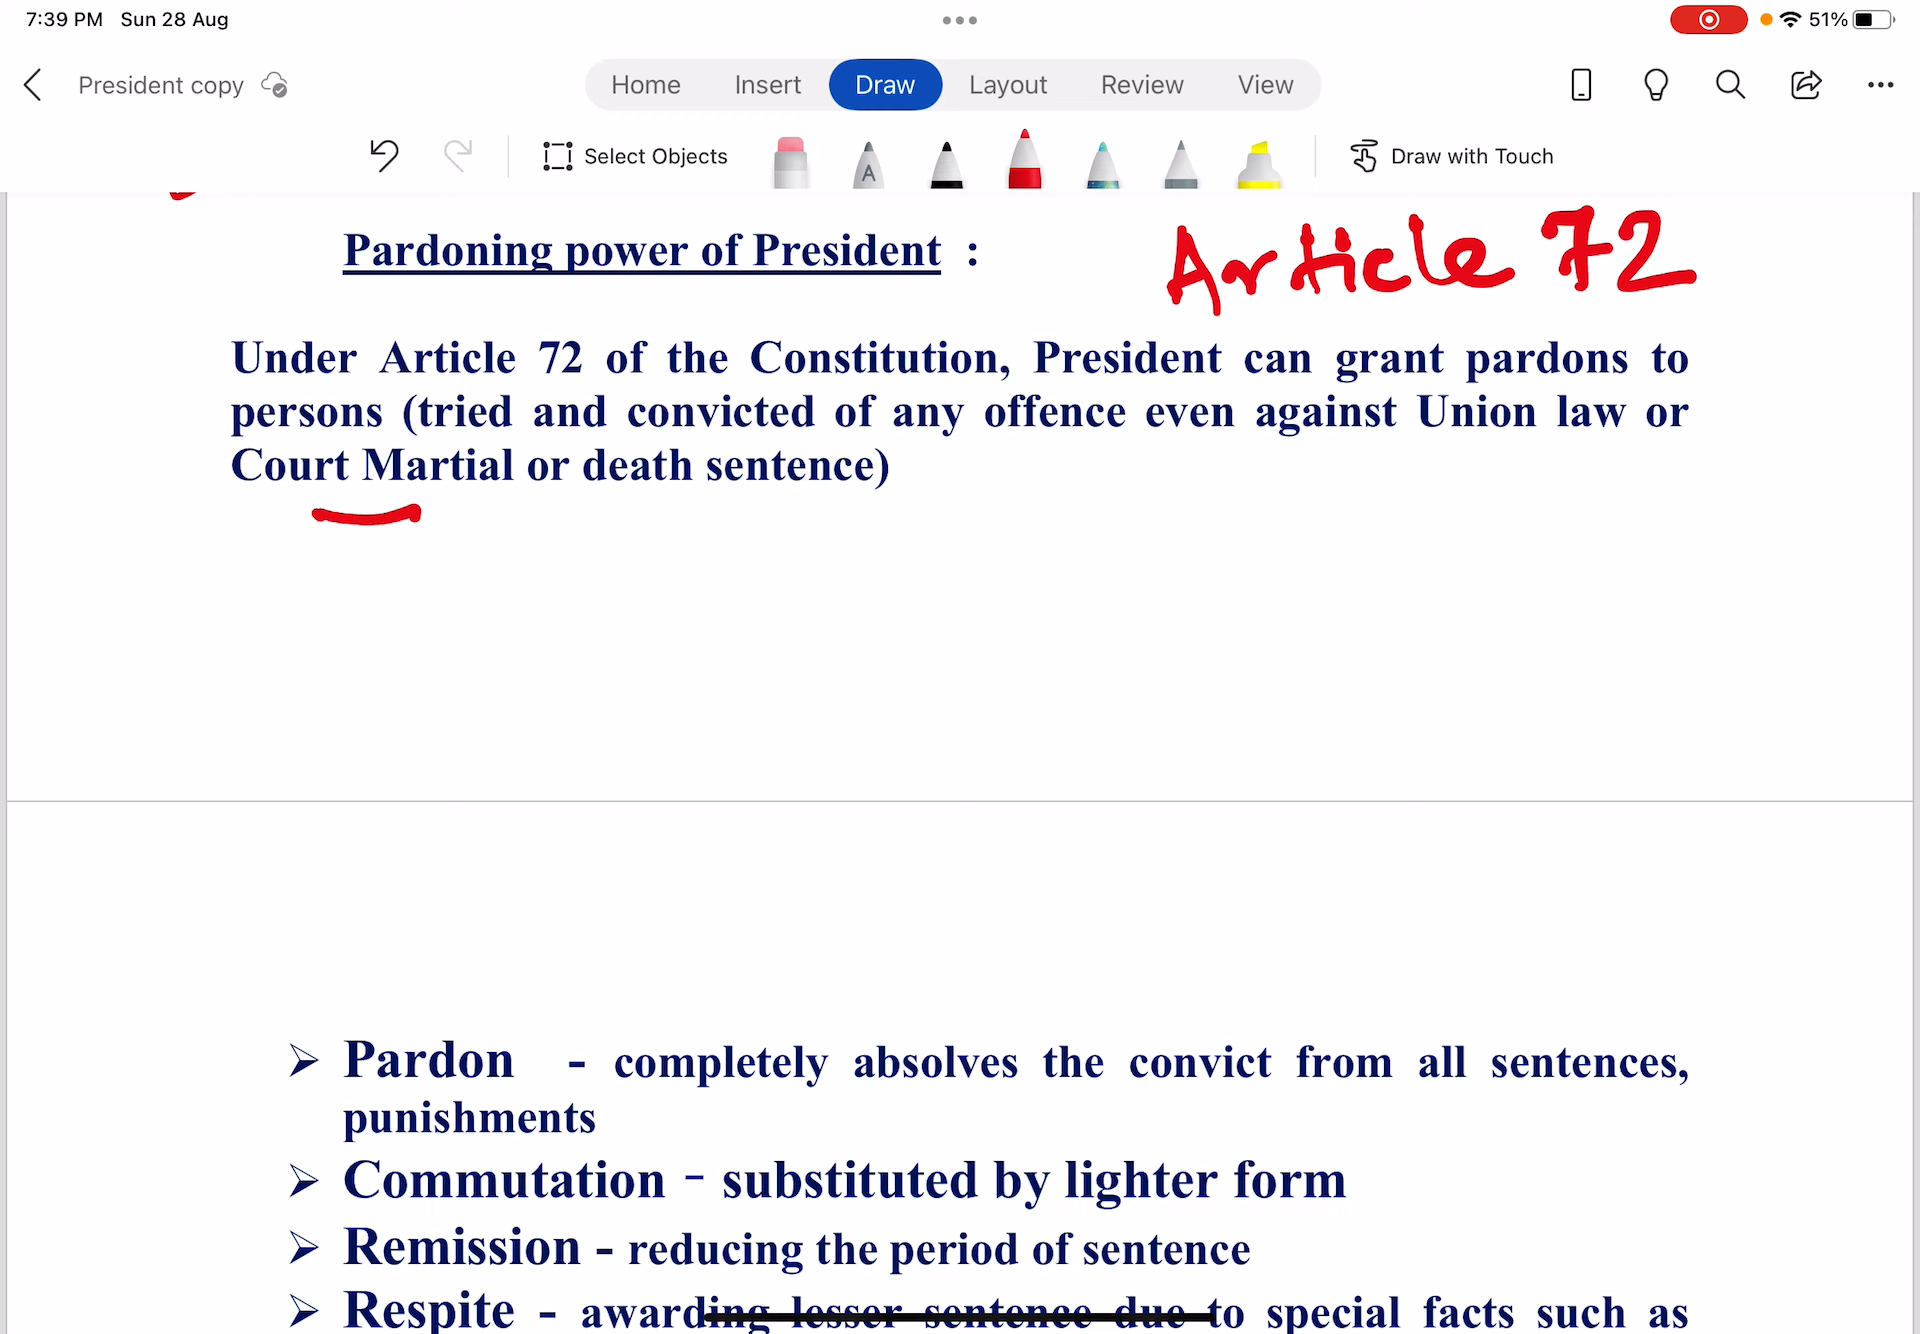 7:39 PM Sun 28 Aug
51%
President copy
Home Insert Draw Layout Review View
Select Objects
A
Draw with Touch
Pardoning power of President :
Article 72
Under Article 72 of the Constitution, President can grant pardons to
persons (tried and convicted of any offence even against Union law or
Court Martial or death sentence)
➢ Pardon - completely absolves the convict from all sentences,
punishments
➢ Commutation - substituted by lighter form
➢ Remission - reducing the period of sentence
➢ Respite - awarding lesser sentence due to special facts such as